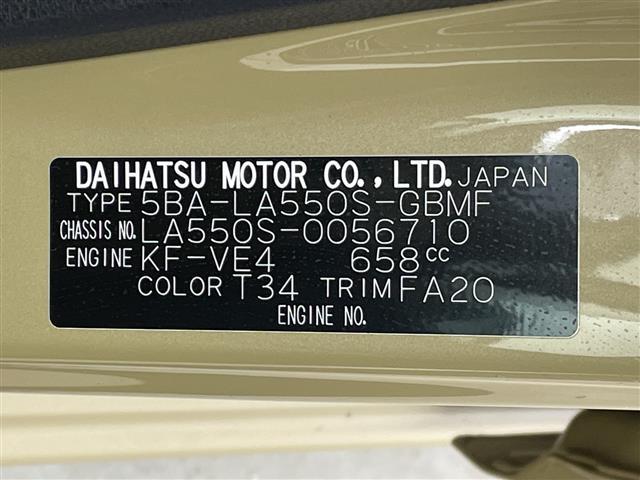 DAIHATSU MOTOR CO.,LTD. JAPAN
TYPE 5BA-LA550S-GBMF
CHASSIS NO. LA550S-0056710
ENGINE KF-VE4 658CC
COLOR T34 TRIM FA20
ENGINE NO.